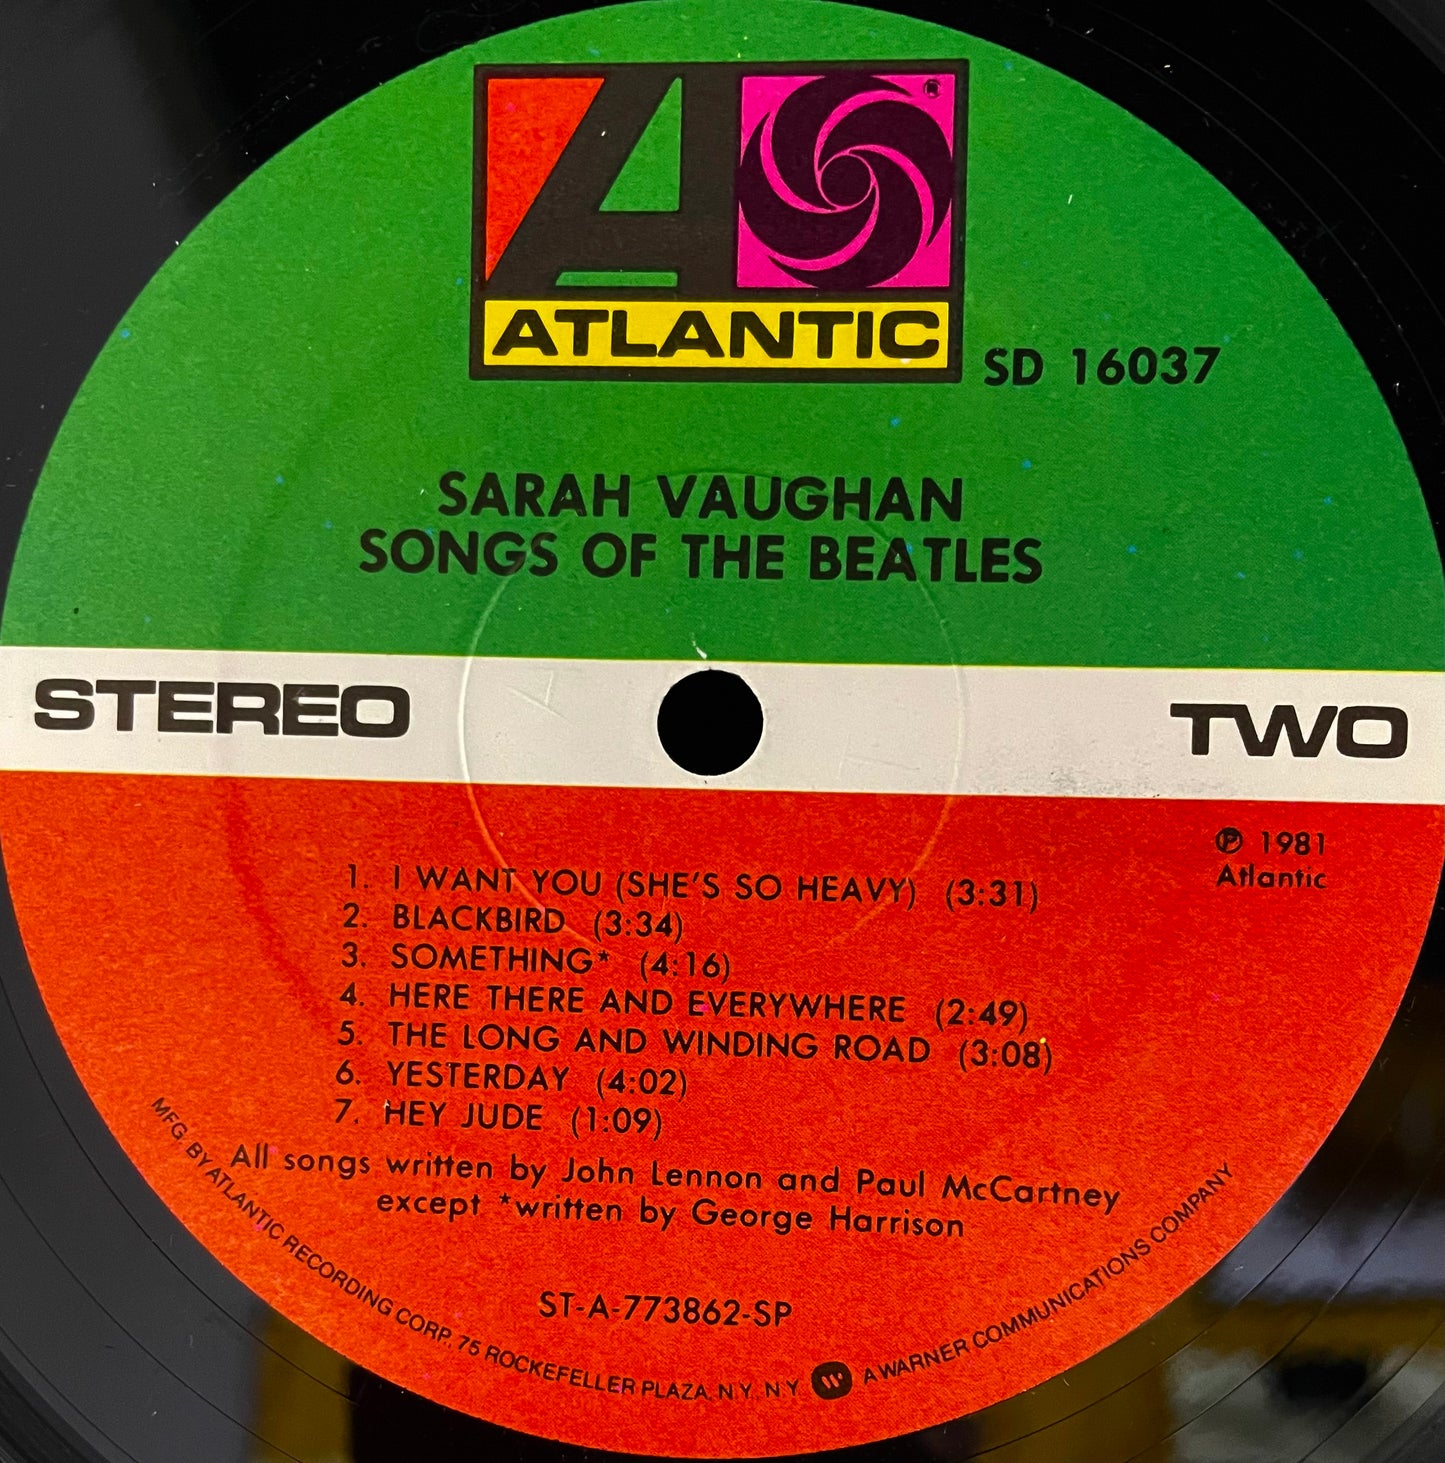 ATLANTIC
SD 16037
SARAH VAUGHAN
SONGS OF THE BEATLES
STEREO
TWO
℗ 1981
Atlantic
1. I WANT YOU (SHE'S SO HEAVY) (3:31)
2. BLACKBIRD (3:34)
3. SOMETHING* (4:16)
4. HERE THERE AND EVERYWHERE (2:49)
5. THE LONG AND WINDING ROAD (3:08)
6. YESTERDAY (4:02)
7. HEY JUDE (1:09)
All songs written by John Lennon and Paul McCartney
except *written by George Harrison
ST-A-773862-SP
MFG. BY ATLANTIC RECORDING CORP., 75 ROCKEFELLER PLAZA, N.Y., N.Y. A WARNER COMMUNICATIONS COMPANY